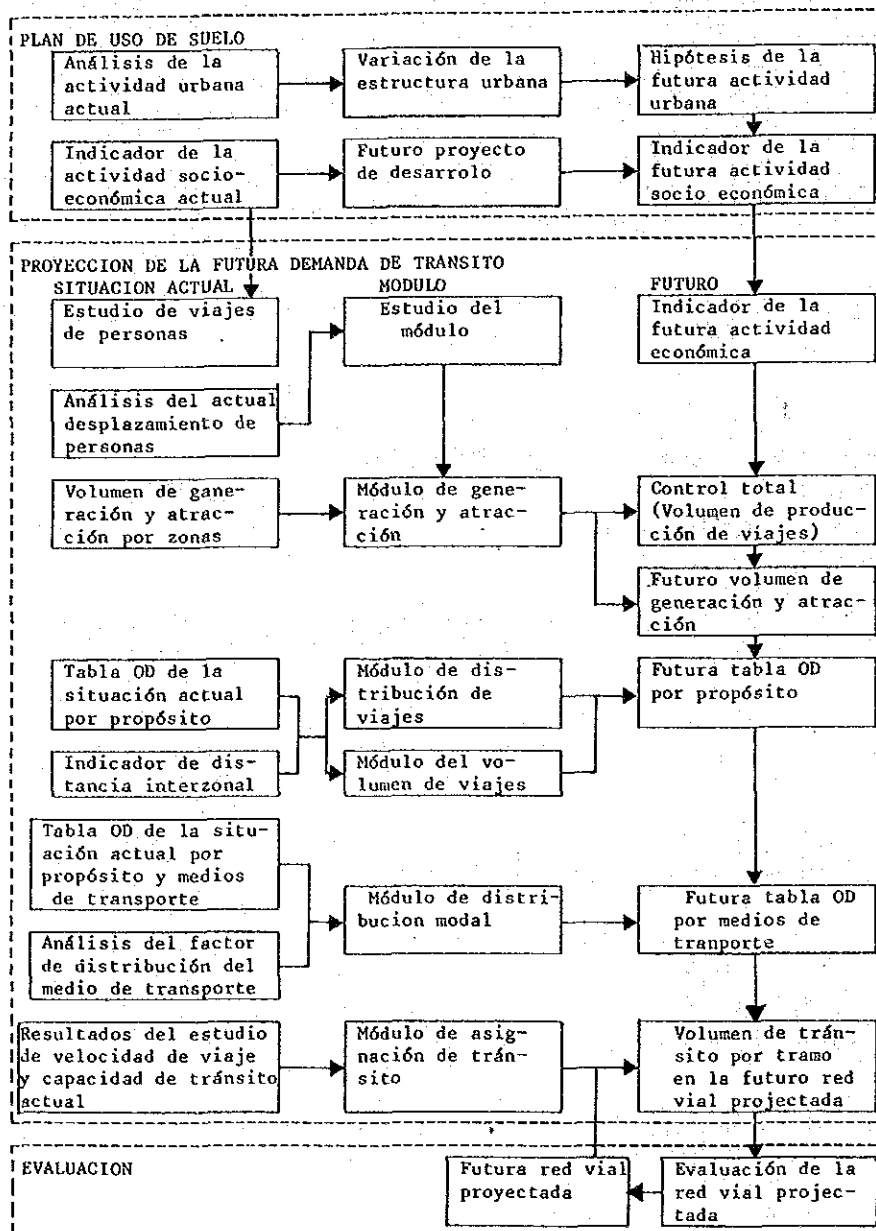 PLAN DE USO DE SUELO
Análisis de la
actividad urbana
actual
Variación de la
estructura urbana
Hipótesis de la
futura actividad
urbana
Indicador de la
actividad socio-
económica actual
Futuro proyecto
de desarrolo
Indicador de la
futura actividad
socio económica
PROYECCION DE LA FUTURA DEMANDA DE TRANSITO
SITUACION ACTUAL
MODULO
FUTURO
Estudio de viajes
de personas
Estudio del
módulo
Indicador de la
futura actividad
económica
Análisis del actual
desplazamiento de
personas
Volumen de gane-
ración y atracción
por zonas
Módulo de gene-
ración y atrac-
ción
Control total
(Volumen de produc-
ción de viajes)
Futuro volumen de
generación y atrac-
ción
Tabla OD de la
situación actual
por propósito
Módulo de dis-
tribución de
viajes
Futura tabla OD
por propósito
Indicador de dis-
tancia interzonal
Módulo del vo-
lumen de viajes
Tabla OD de la situ-
ación actual por
propósito y medios
de transporte
Módulo de distri-
bucion modal
Futura tabla OD
por medios de
tranporte
Análisis del factor
de distribución del
medio de transporte
Resultados del estudio
de velocidad de viaje
y capacidad de tránsito
actual
Módulo de asig-
nación de trán-
sito
Volumen de trán-
sito por tramo
en la futuro red
vial projectada
EVALUACION
Futura red vial
proyectada
Evaluación de la
red vial projec-
tada